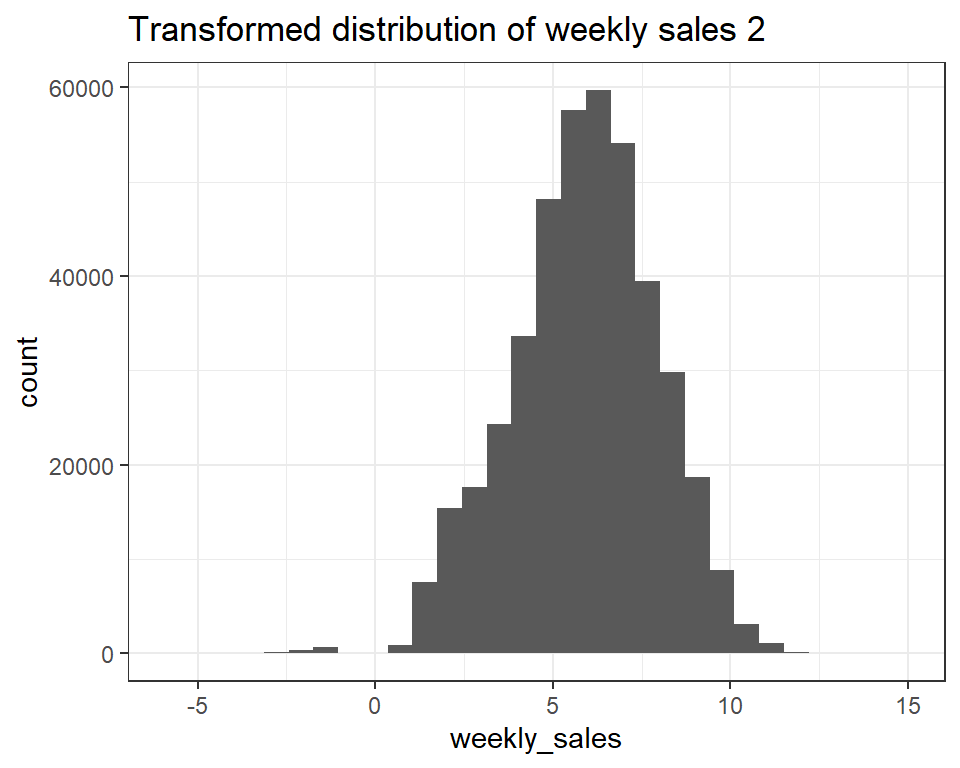 Transformed distribution of weekly sales 2
60000
40000
20000
0
count
-5 0 5 10 15
weekly_sales